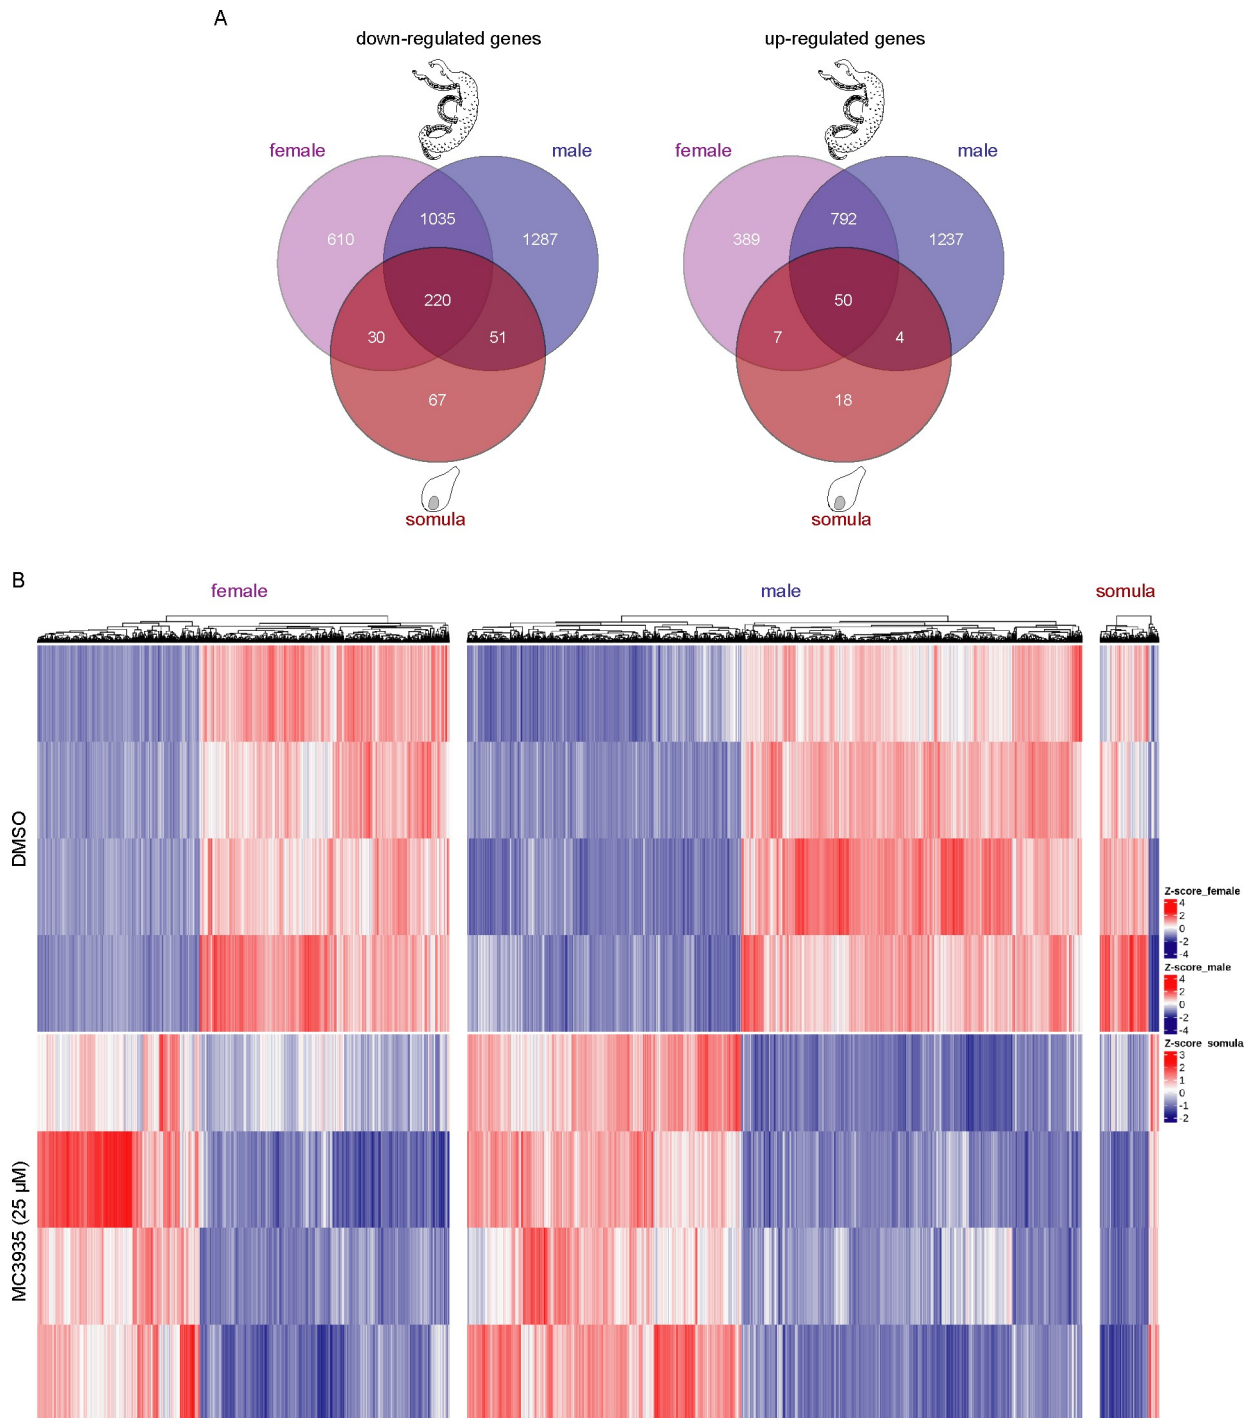 A
down-regulated genes
up-regulated genes
female
male
female
male
1035
610
1287
220
30
51
67
792
389
1237
50
7
4
18
somula
somula
B
female
male
somula
DMSO
MC3935 (25 µM)
Z-score_female
4
2
0
-2
-4
Z-score_male
4
2
0
-2
-4
Z-score_somula
3
2
1
0
-1
-2